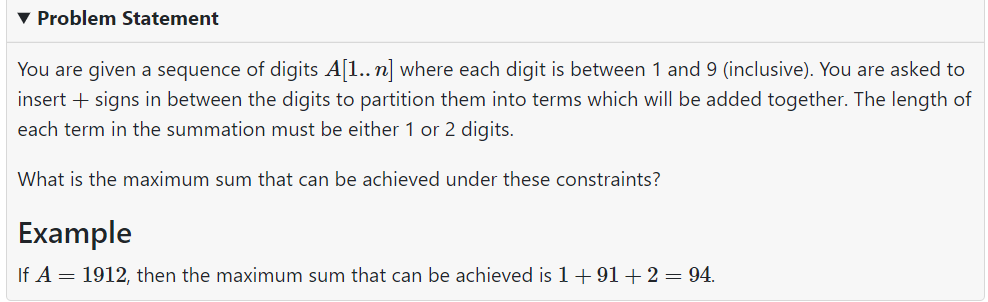 ▼ Problem Statement
You are given a sequence of digits A[1..n] where each digit is between 1 and 9 (inclusive). You are asked to
insert + signs in between the digits to partition them into terms which will be added together. The length of
each term in the summation must be either 1 or 2 digits.
What is the maximum sum that can be achieved under these constraints?
Example
If A = 1912, then the maximum sum that can be achieved is 1 + 91 + 2 = 94.